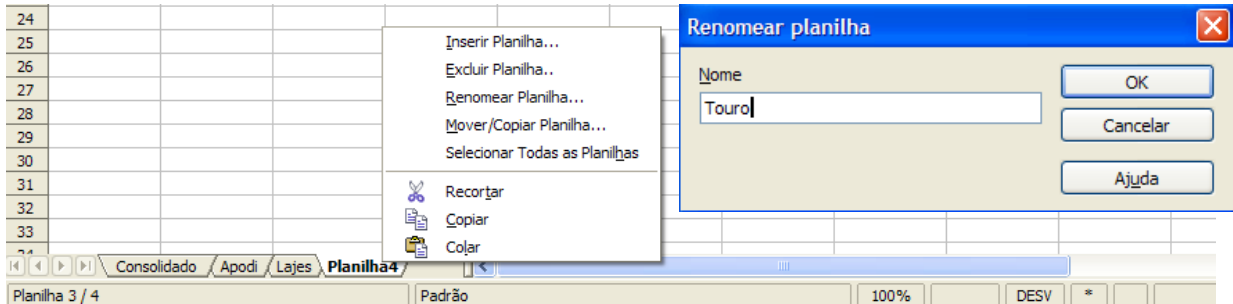 24
25
26
27
28
29
30
31
32
33
Inserir Planilha...
Excluir Planilha..
Renomear Planilha...
Mover/Copiar Planilha...
Selecionar Todas as Planilhas
Recortar
Copiar
Colar
Renomear planilha
Nome
Touro
OK
Cancelar
Ajuda
Consolidado Apodi Lajes Planilha4
Planilha 3 / 4 Padrão 100% DESV *